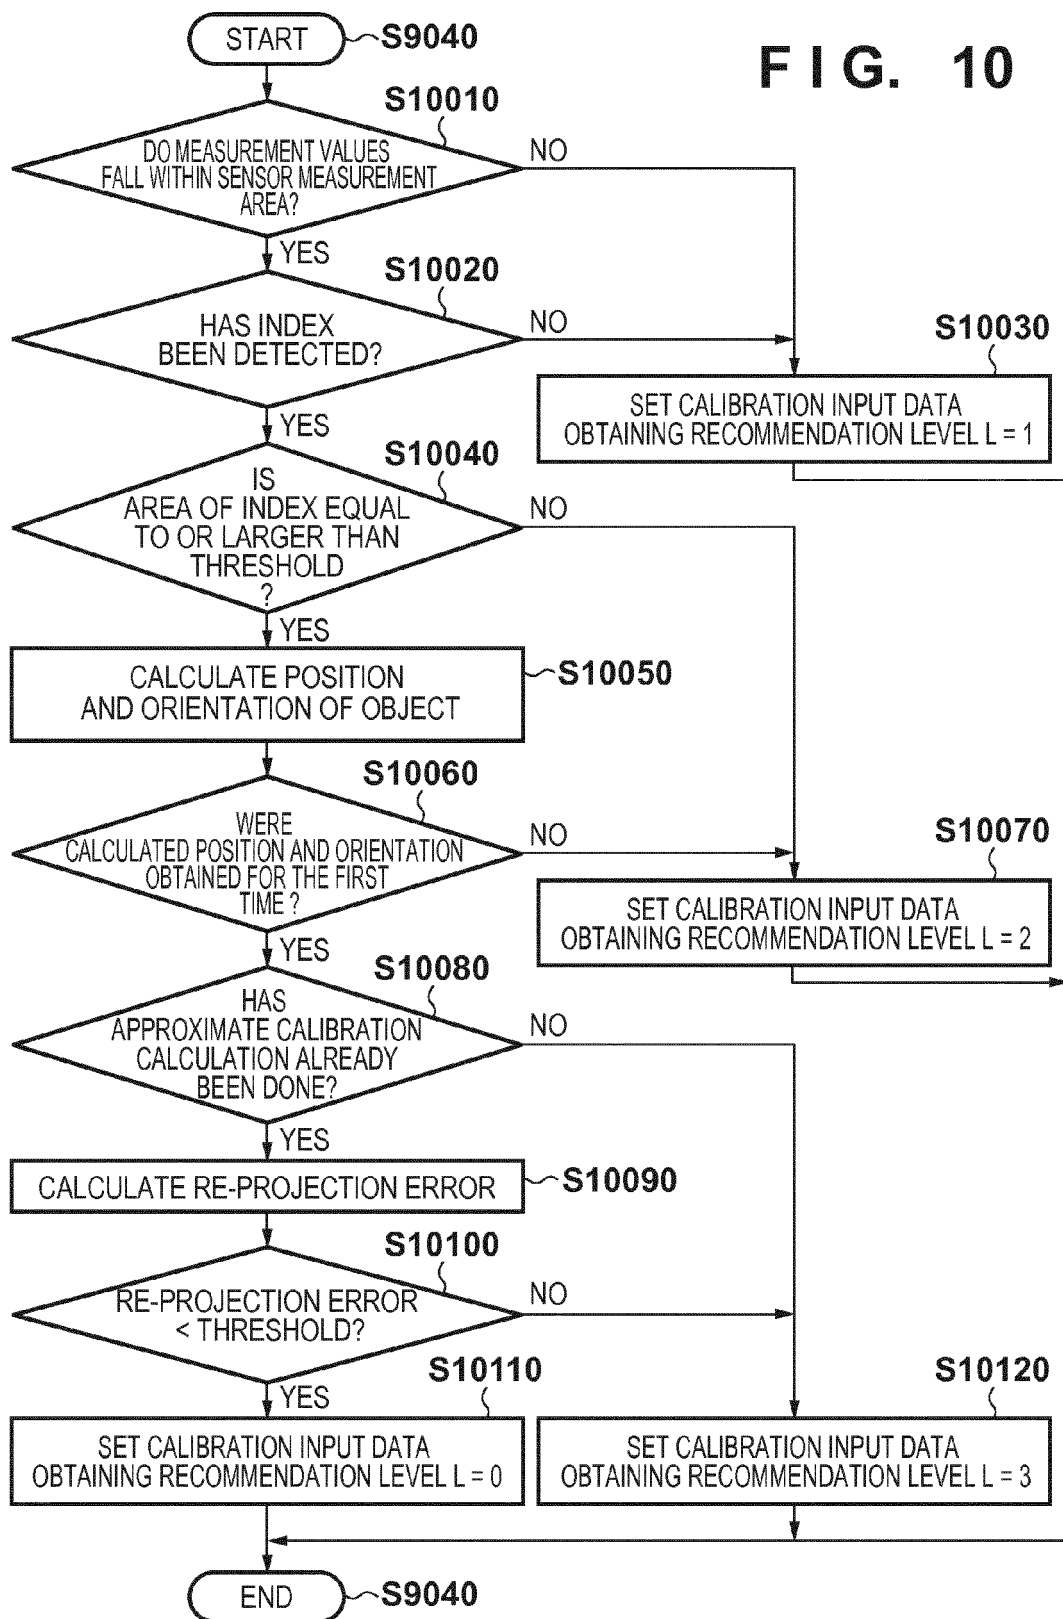 START
S9040
FIG. 10
S10010
DO MEASUREMENT VALUES
FALL WITHIN SENSOR MEASUREMENT
AREA?
NO
YES
S10020
HAS INDEX
BEEN DETECTED?
NO
YES
S10030
SET CALIBRATION INPUT DATA
OBTAINING RECOMMENDATION LEVEL L = 1
S10040
IS
AREA OF INDEX EQUAL
TO OR LARGER THAN
THRESHOLD
?
NO
YES
CALCULATE POSITION
AND ORIENTATION OF OBJECT
S10050
S10060
WERE
CALCULATED POSITION AND ORIENTATION
OBTAINED FOR THE FIRST
TIME ?
NO
YES
S10070
SET CALIBRATION INPUT DATA
OBTAINING RECOMMENDATION LEVEL L = 2
S10080
HAS
APPROXIMATE CALIBRATION
CALCULATION ALREADY
BEEN DONE?
NO
YES
CALCULATE RE-PROJECTION ERROR
S10090
S10100
RE-PROJECTION ERROR
< THRESHOLD?
NO
YES
S10110
SET CALIBRATION INPUT DATA
OBTAINING RECOMMENDATION LEVEL L = 0
S10120
SET CALIBRATION INPUT DATA
OBTAINING RECOMMENDATION LEVEL L = 3
END
S9040